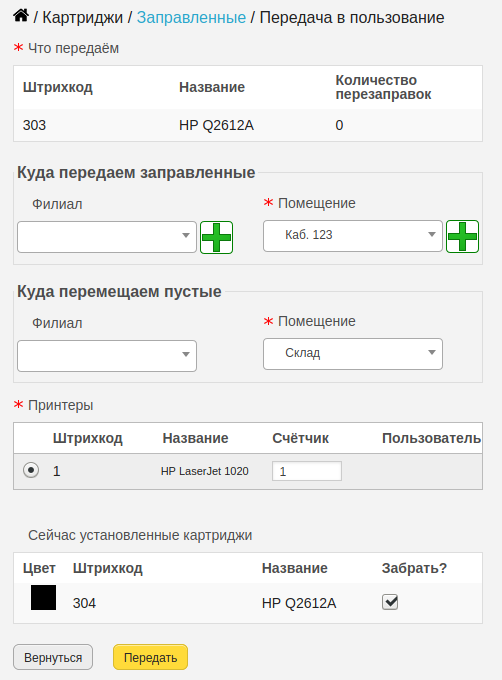 / Картриджи / Заправленные / Передача в пользование
* Что передаём
Штрихкод Название Количество перезаправок
303 HP Q2612A 0
Куда передаем заправленные
Филиал * Помещение
Каб. 123
Куда перемещаем пустые
Филиал * Помещение
Склад
* Принтеры
Штрихкод Название Счётчик Пользователь
1 HP LaserJet 1020 1
Сейчас установленные картриджи
Цвет Штрихкод Название Забрать?
304 HP Q2612A
Вернуться Передать